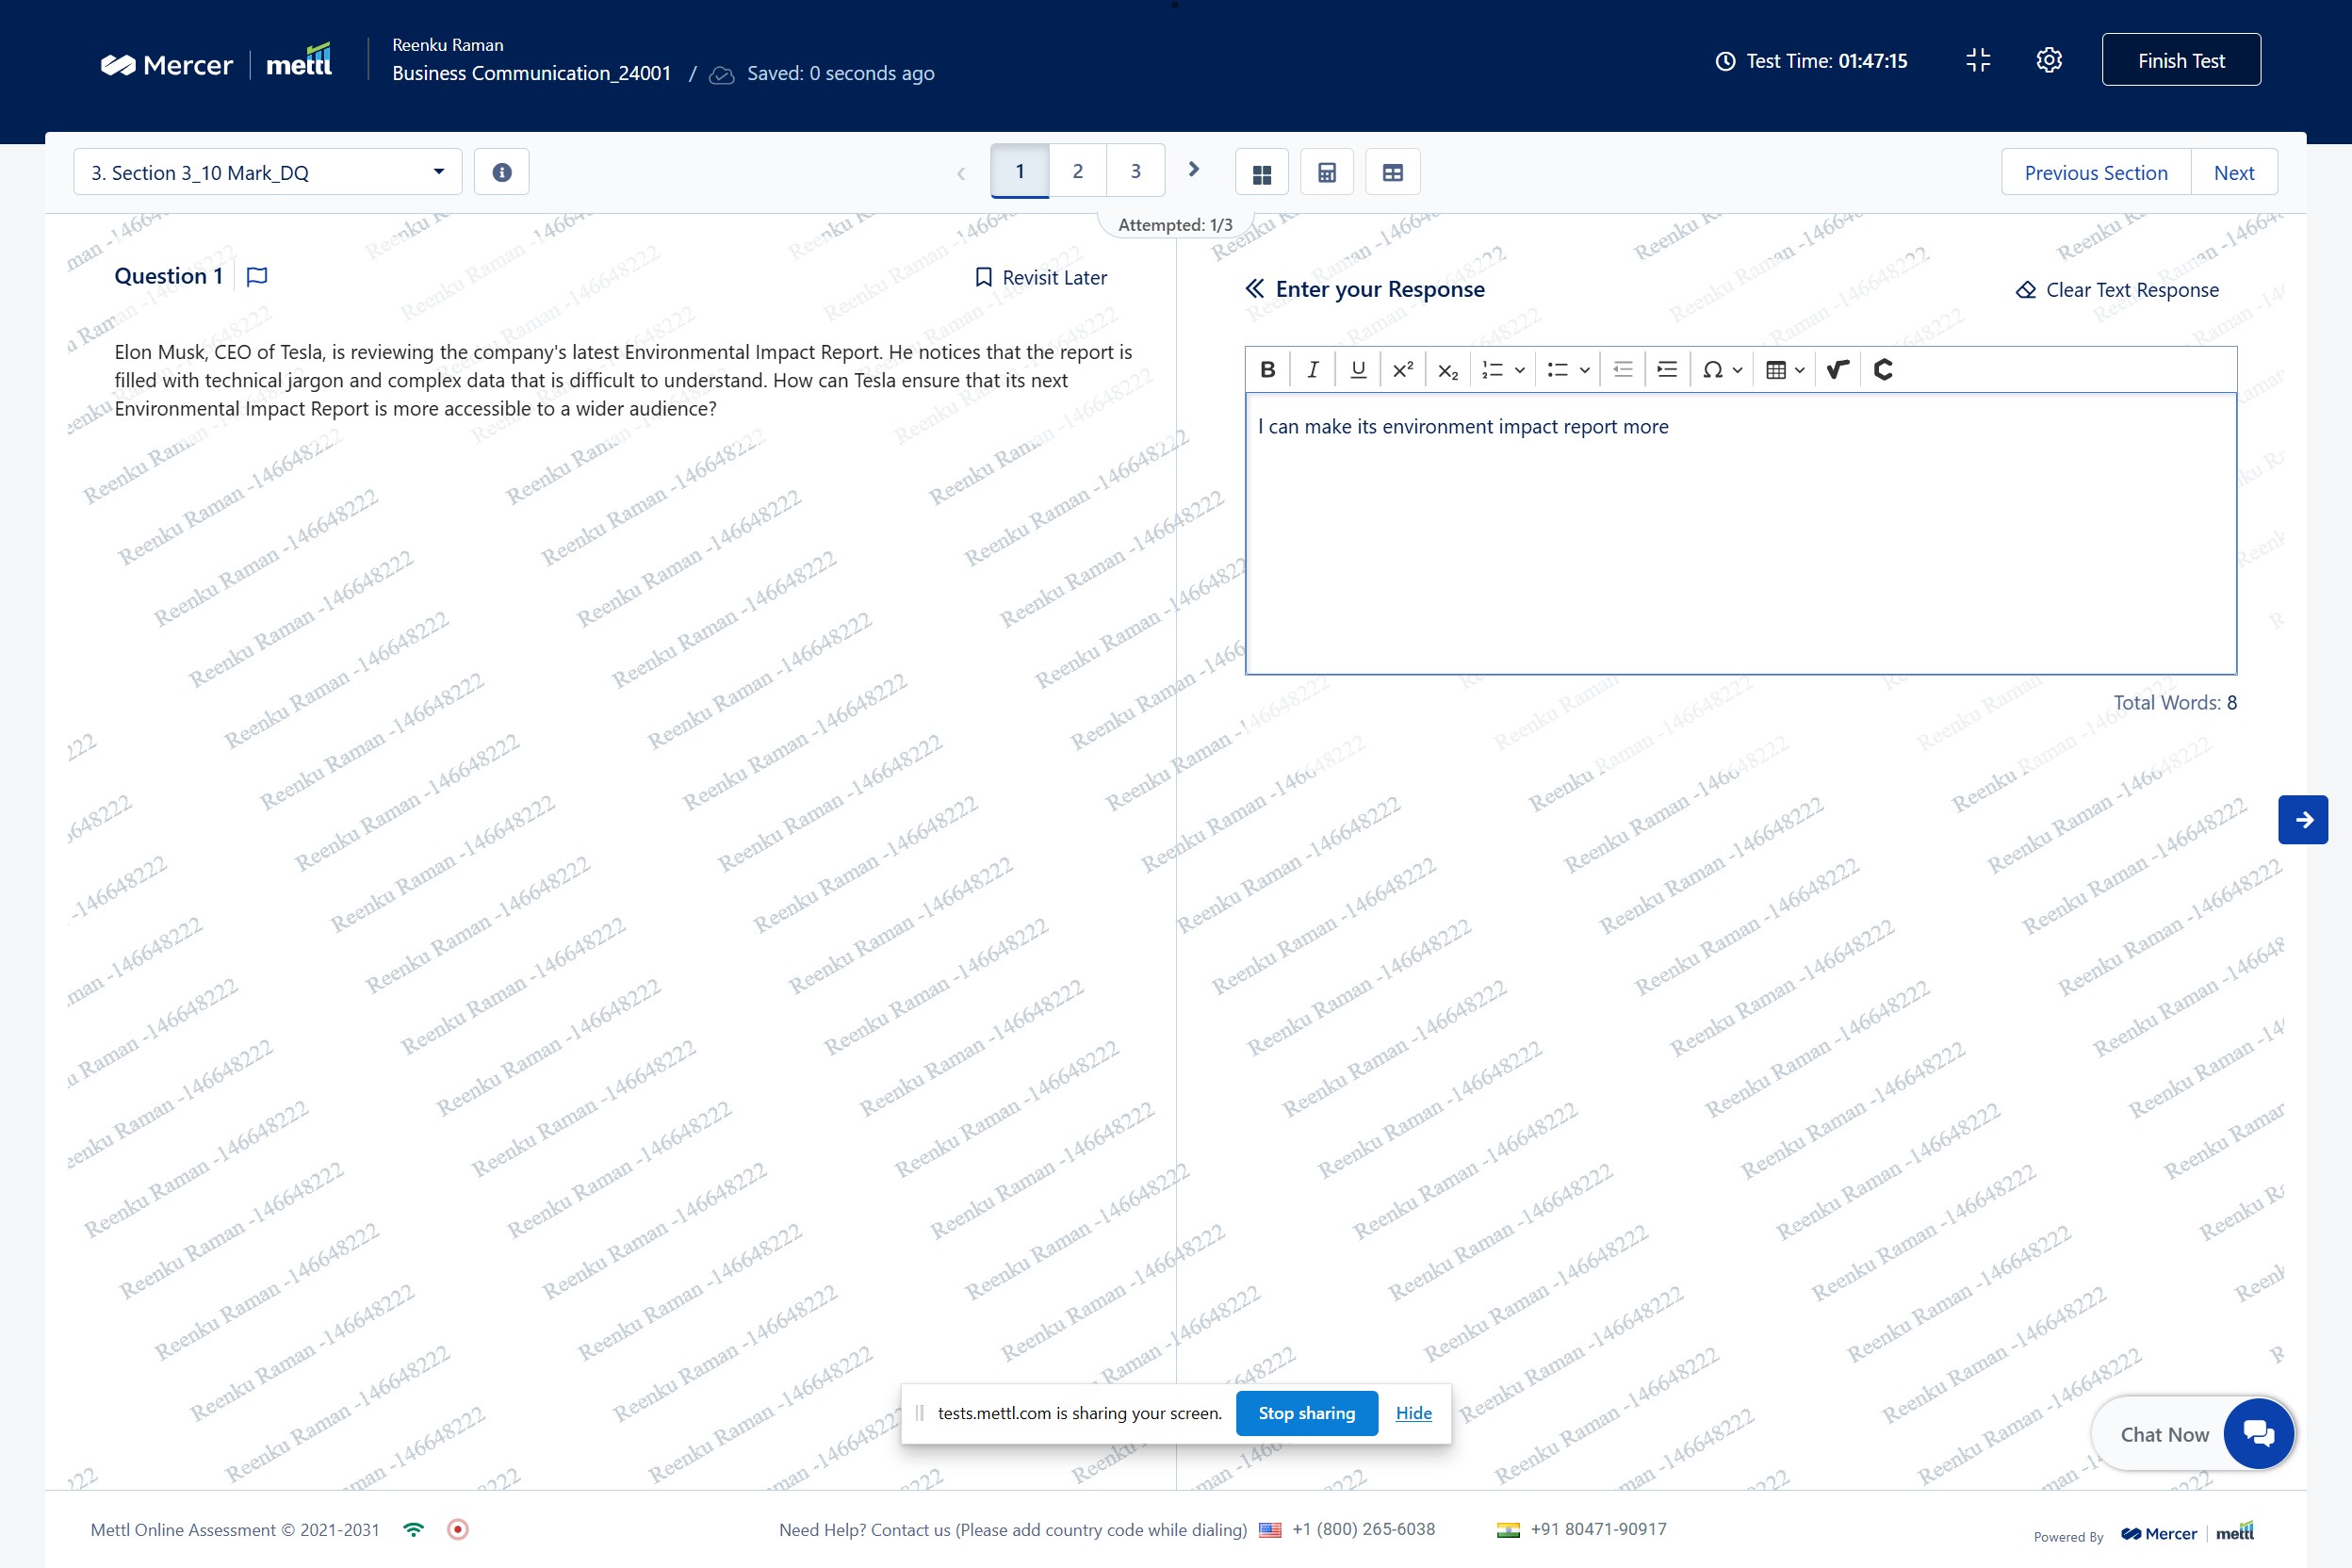 Mercer | mettl
Reenku Raman
Business Communication_24001 / Saved: 0 seconds ago
Test Time: 01:47:15
Finish Test
3. Section 3_10 Mark_DQ
1 2 3
Previous Section
Next
Attempted: 1/3
Question 1
Revisit Later
Elon Musk, CEO of Tesla, is reviewing the company's latest Environmental Impact Report. He notices that the report is
filled with technical jargon and complex data that is difficult to understand. How can Tesla ensure that its next
Environmental Impact Report is more accessible to a wider audience?
Enter your Response
Clear Text Response
B I U x² x₂ Ω
I can make its environment impact report more
Total Words: 8
Reenku Raman -146648222
tests.mettl.com is sharing your screen.
Stop sharing
Hide
Chat Now
Mettl Online Assessment © 2021-2031
Need Help? Contact us (Please add country code while dialing) +1 (800) 265-6038 +91 80471-90917
Powered By Mercer | mettl